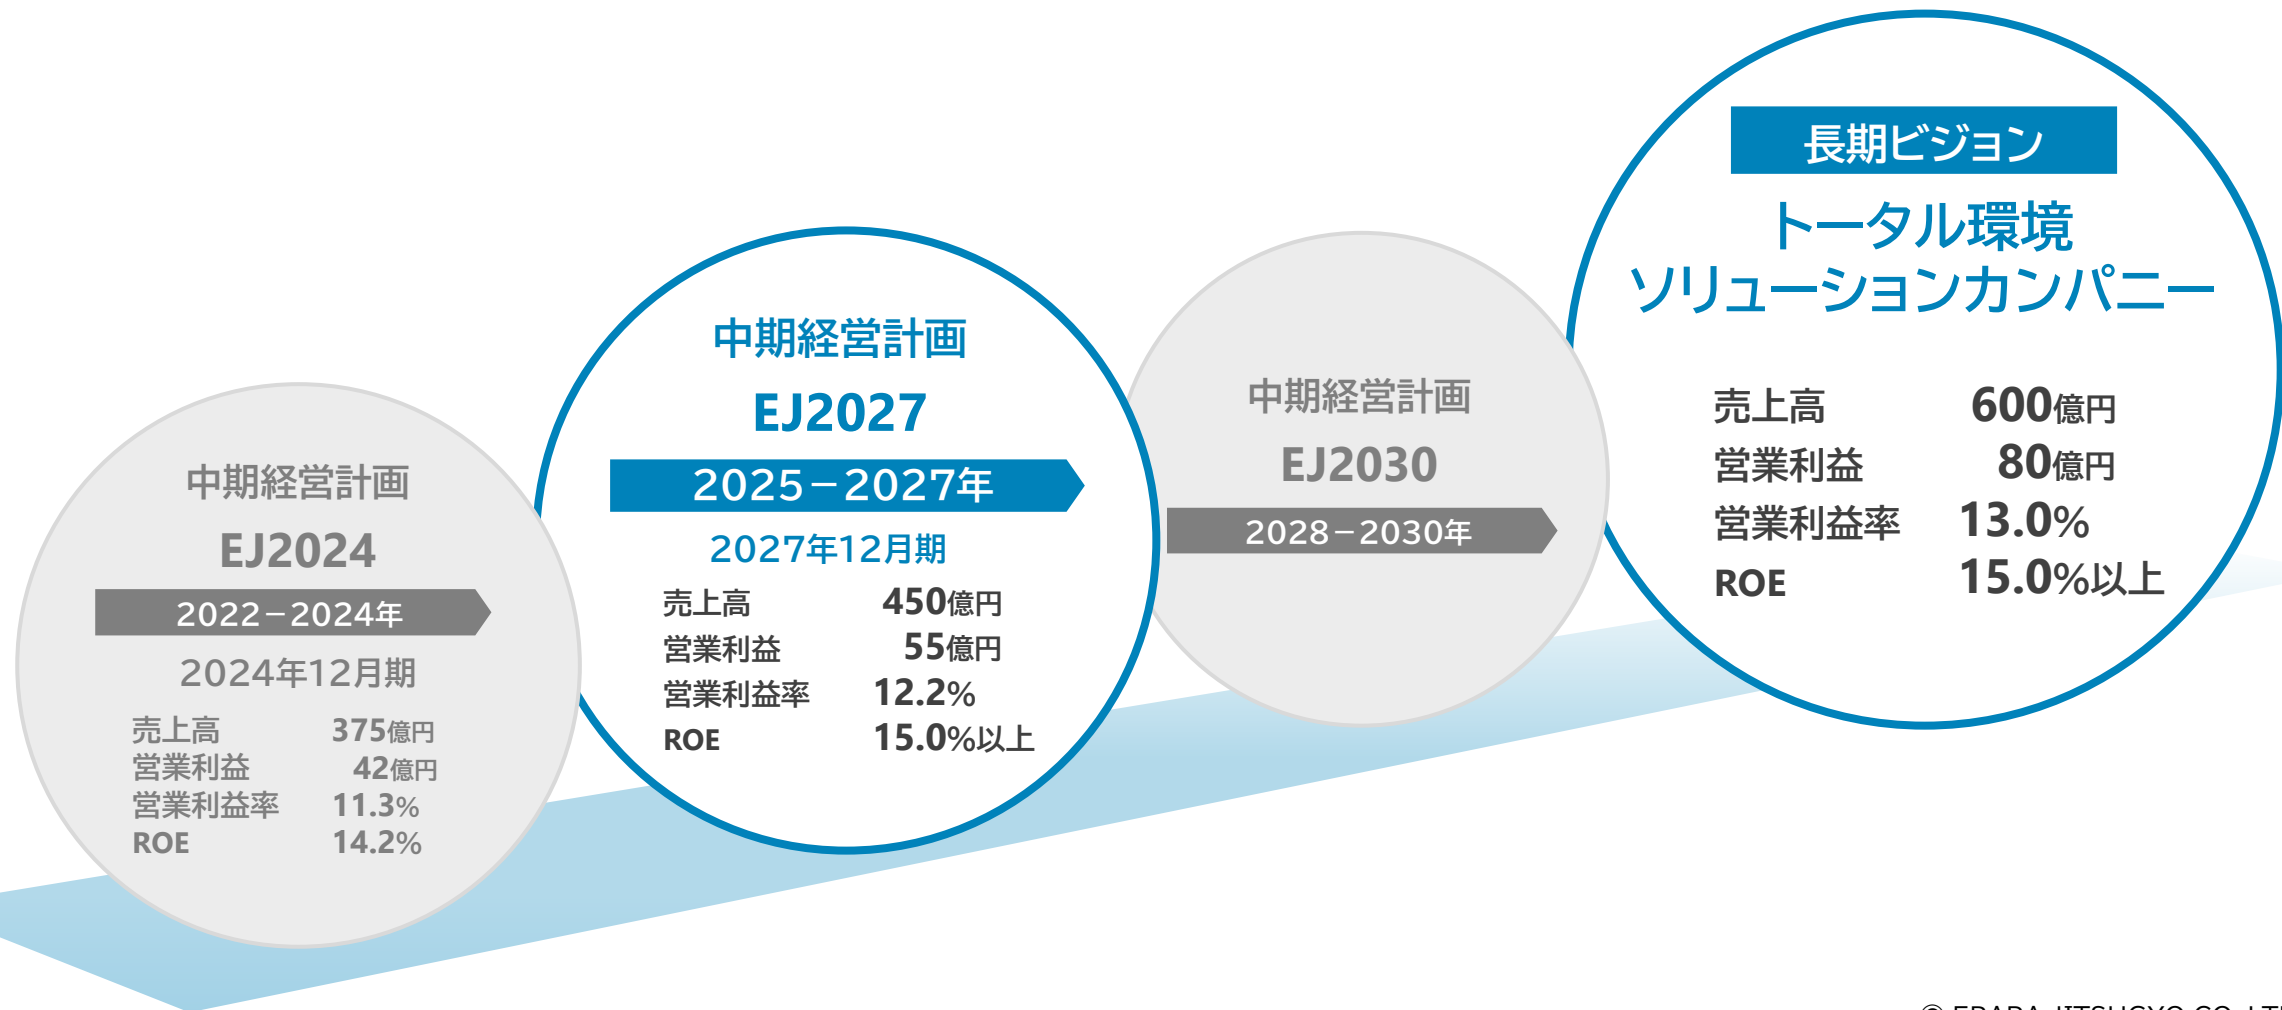 中期経営計画
EJ2024
2022－2024年
2024年12月期
売上高 375億円
営業利益 42億円
営業利益率 11.3%
ROE 14.2%
中期経営計画
EJ2027
2025－2027年
2027年12月期
売上高 450億円
営業利益 55億円
営業利益率 12.2%
ROE 15.0%以上
中期経営計画
EJ2030
2028－2030年
長期ビジョン
トータル環境
ソリューションカンパニー
売上高 600億円
営業利益 80億円
営業利益率 13.0%
ROE 15.0%以上